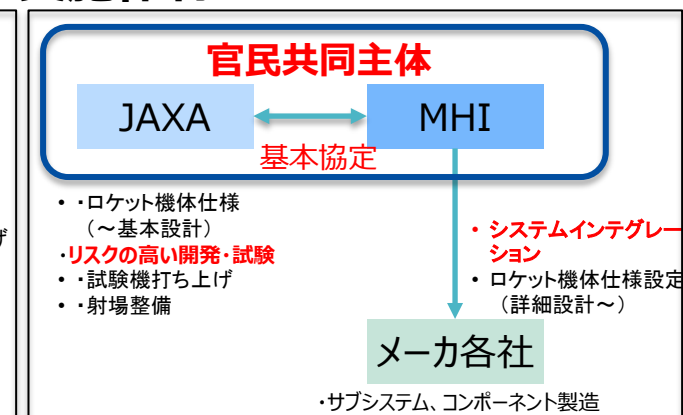 官民共同主体
JAXA
MHI
基本協定
• ・ロケット機体仕様
（～基本設計）
・リスクの高い開発・試験
• ・試験機打ち上げ
• ・射場整備
• システムインテグレー
ション
• ロケット機体仕様設定
（詳細設計～）
メーカ各社
・サブシステム、コンポーネント製造